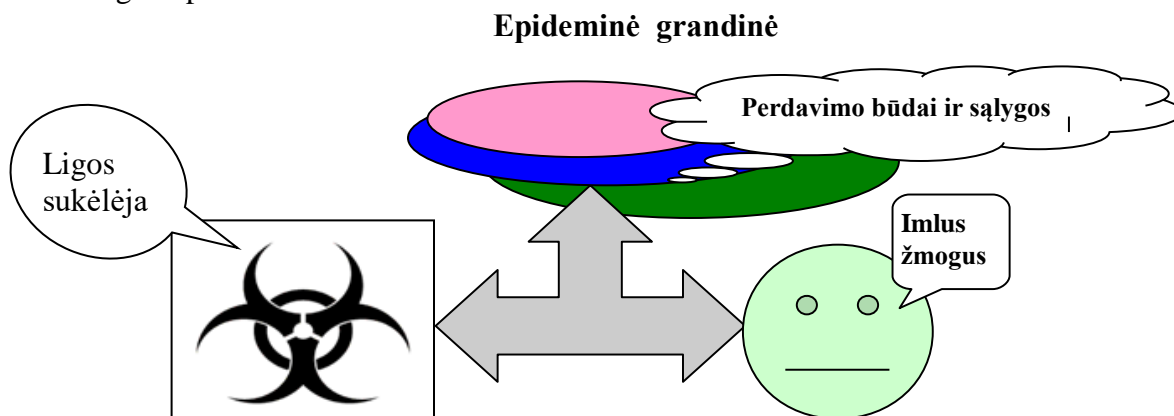 Epideminė grandinė
Perdavimo būdai ir sąlygos
Ligos
sukėlėja
Imlus
žmogus